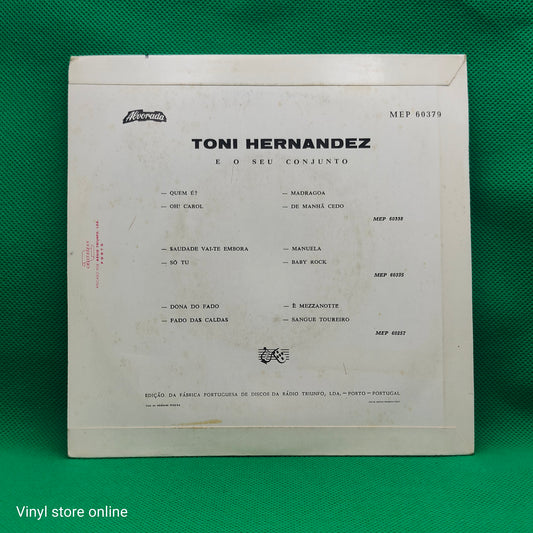 Alvorada
MEP 60379
TONI HERNANDEZ
E O SEU CONJUNTO
— QUEM É?
— OH! CAROL
— MADRAGOA
— DE MANHÃ CEDO
MEP 60338
— SAUDADE VAI-TE EMBORA
— SÓ TU
— MANUELA
— BABY ROCK
MEP 60335
— DONA DO FADO
— FADO DAS CALDAS
— È MEZZANOTTE
— SANGUE TOUREIRO
MEP 60252
EDIÇÃO DA FÁBRICA PORTUGUESA DE DISCOS DA RÁDIO TRIUNFO, LDA. — PORTO — PORTUGAL
Vinyl store online